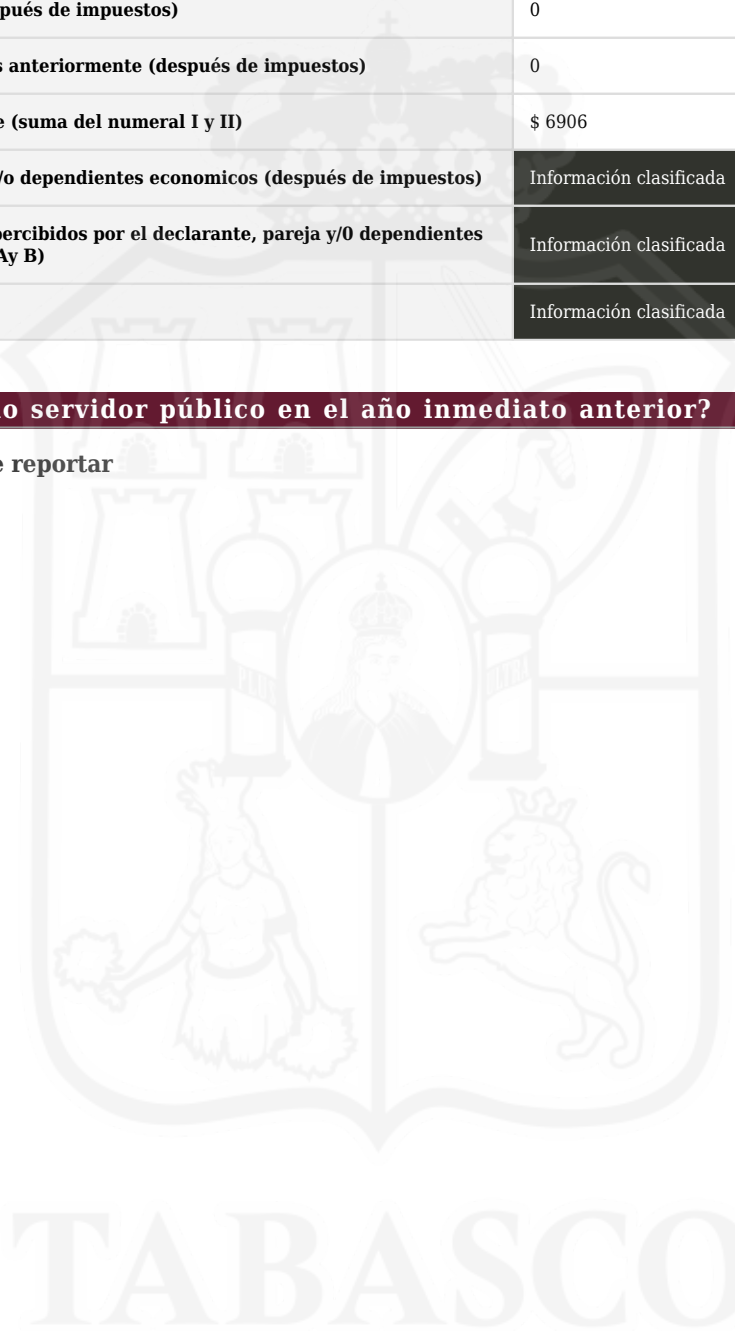 pués de impuestos)
0
s anteriormente (después de impuestos)
0
e (suma del numeral I y II)
$ 6906
/o dependientes economicos (después de impuestos)
Información clasificada
percibidos por el declarante, pareja y/0 dependientes
Ay B)
Información clasificada
Información clasificada
o servidor público en el año inmediato anterior?
e reportar
PLUS
ULTRA
TABASCO